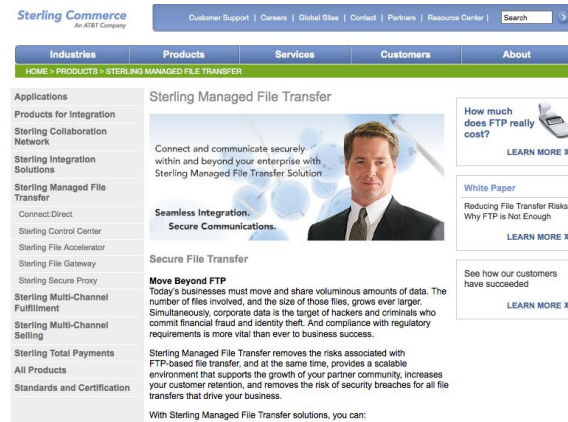 Sterling Commerce
An AT&T Company
Customer Support | Careers | Global Sites | Contact | Partners | Resource Center |
Search
Industries
Products
Services
Customers
About
HOME > PRODUCTS > STERLING MANAGED FILE TRANSFER
Applications
Products for Integration
Sterling Collaboration
Network
Sterling Integration
Solutions
Sterling Managed File
Transfer
Connect:Direct
Sterling Control Center
Sterling File Accelerator
Sterling File Gateway
Sterling Secure Proxy
Sterling Multi-Channel
Fulfillment
Sterling Multi-Channel
Selling
Sterling Total Payments
All Products
Standards and Certification
Sterling Managed File Transfer
Connect and communicate securely
within and beyond your enterprise with
Sterling Managed File Transfer Solution
Seamless Integration.
Secure Communications.
Secure File Transfer
Move Beyond FTP
Today's businesses must move and share voluminous amounts of data. The
number of files involved, and the size of those files, grows ever larger.
Simultaneously, corporate data is the target of hackers and criminals who
commit financial fraud and identity theft. And compliance with regulatory
requirements is more vital than ever to business success.
Sterling Managed File Transfer removes the risks associated with
FTP-based file transfer, and at the same time, provides a scalable
environment that supports the growth of your partner community, increases
your customer retention, and removes the risk of security breaches for all file
transfers that drive your business.
With Sterling Managed File Transfer solutions, you can:
How much
does FTP really
cost?
LEARN MORE
White Paper
Reducing File Transfer Risks
Why FTP is Not Enough
LEARN MORE
See how our customers
have succeeded
LEARN MORE